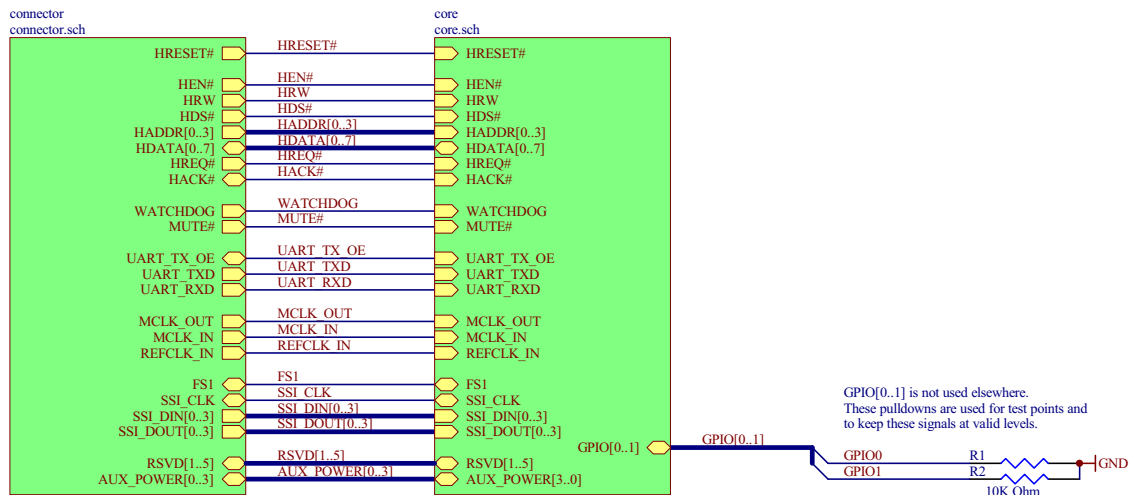 connector
connector.sch
core
core.sch
HRESET# HRESET# HRESET#
HEN# HEN# HEN#
HRW HRW HRW
HDS# HDS# HDS#
HADDR[0..3] HADDR[0..3] HADDR[0..3]
HDATA[0..7] HDATA[0..7] HDATA[0..7]
HREQ# HREQ# HREQ#
HACK# HACK# HACK#
WATCHDOG WATCHDOG WATCHDOG
MUTE# MUTE# MUTE#
UART_TX_OE UART_TX_OE UART_TX_OE
UART_TXD UART_TXD UART_TXD
UART_RXD UART_RXD UART_RXD
MCLK_OUT MCLK_OUT MCLK_OUT
MCLK_IN MCLK_IN MCLK_IN
REFCLK_IN REFCLK_IN REFCLK_IN
FS1 FS1 FS1
SSI_CLK SSI_CLK SSI_CLK
SSI_DIN[0..3] SSI_DIN[0..3] SSI_DIN[0..3]
SSI_DOUT[0..3] SSI_DOUT[0..3] SSI_DOUT[0..3]
RSVD[1..5] RSVD[1..5] RSVD[1..5]
AUX_POWER[0..3] AUX_POWER[0..3] AUX_POWER[3..0]
GPIO[0..1] GPIO[0..1]
GPIO[0..1] is not used elsewhere.
These pulldowns are used for test points and
to keep these signals at valid levels.
GPIO0 R1
GPIO1 R2
GND
10K Ohm